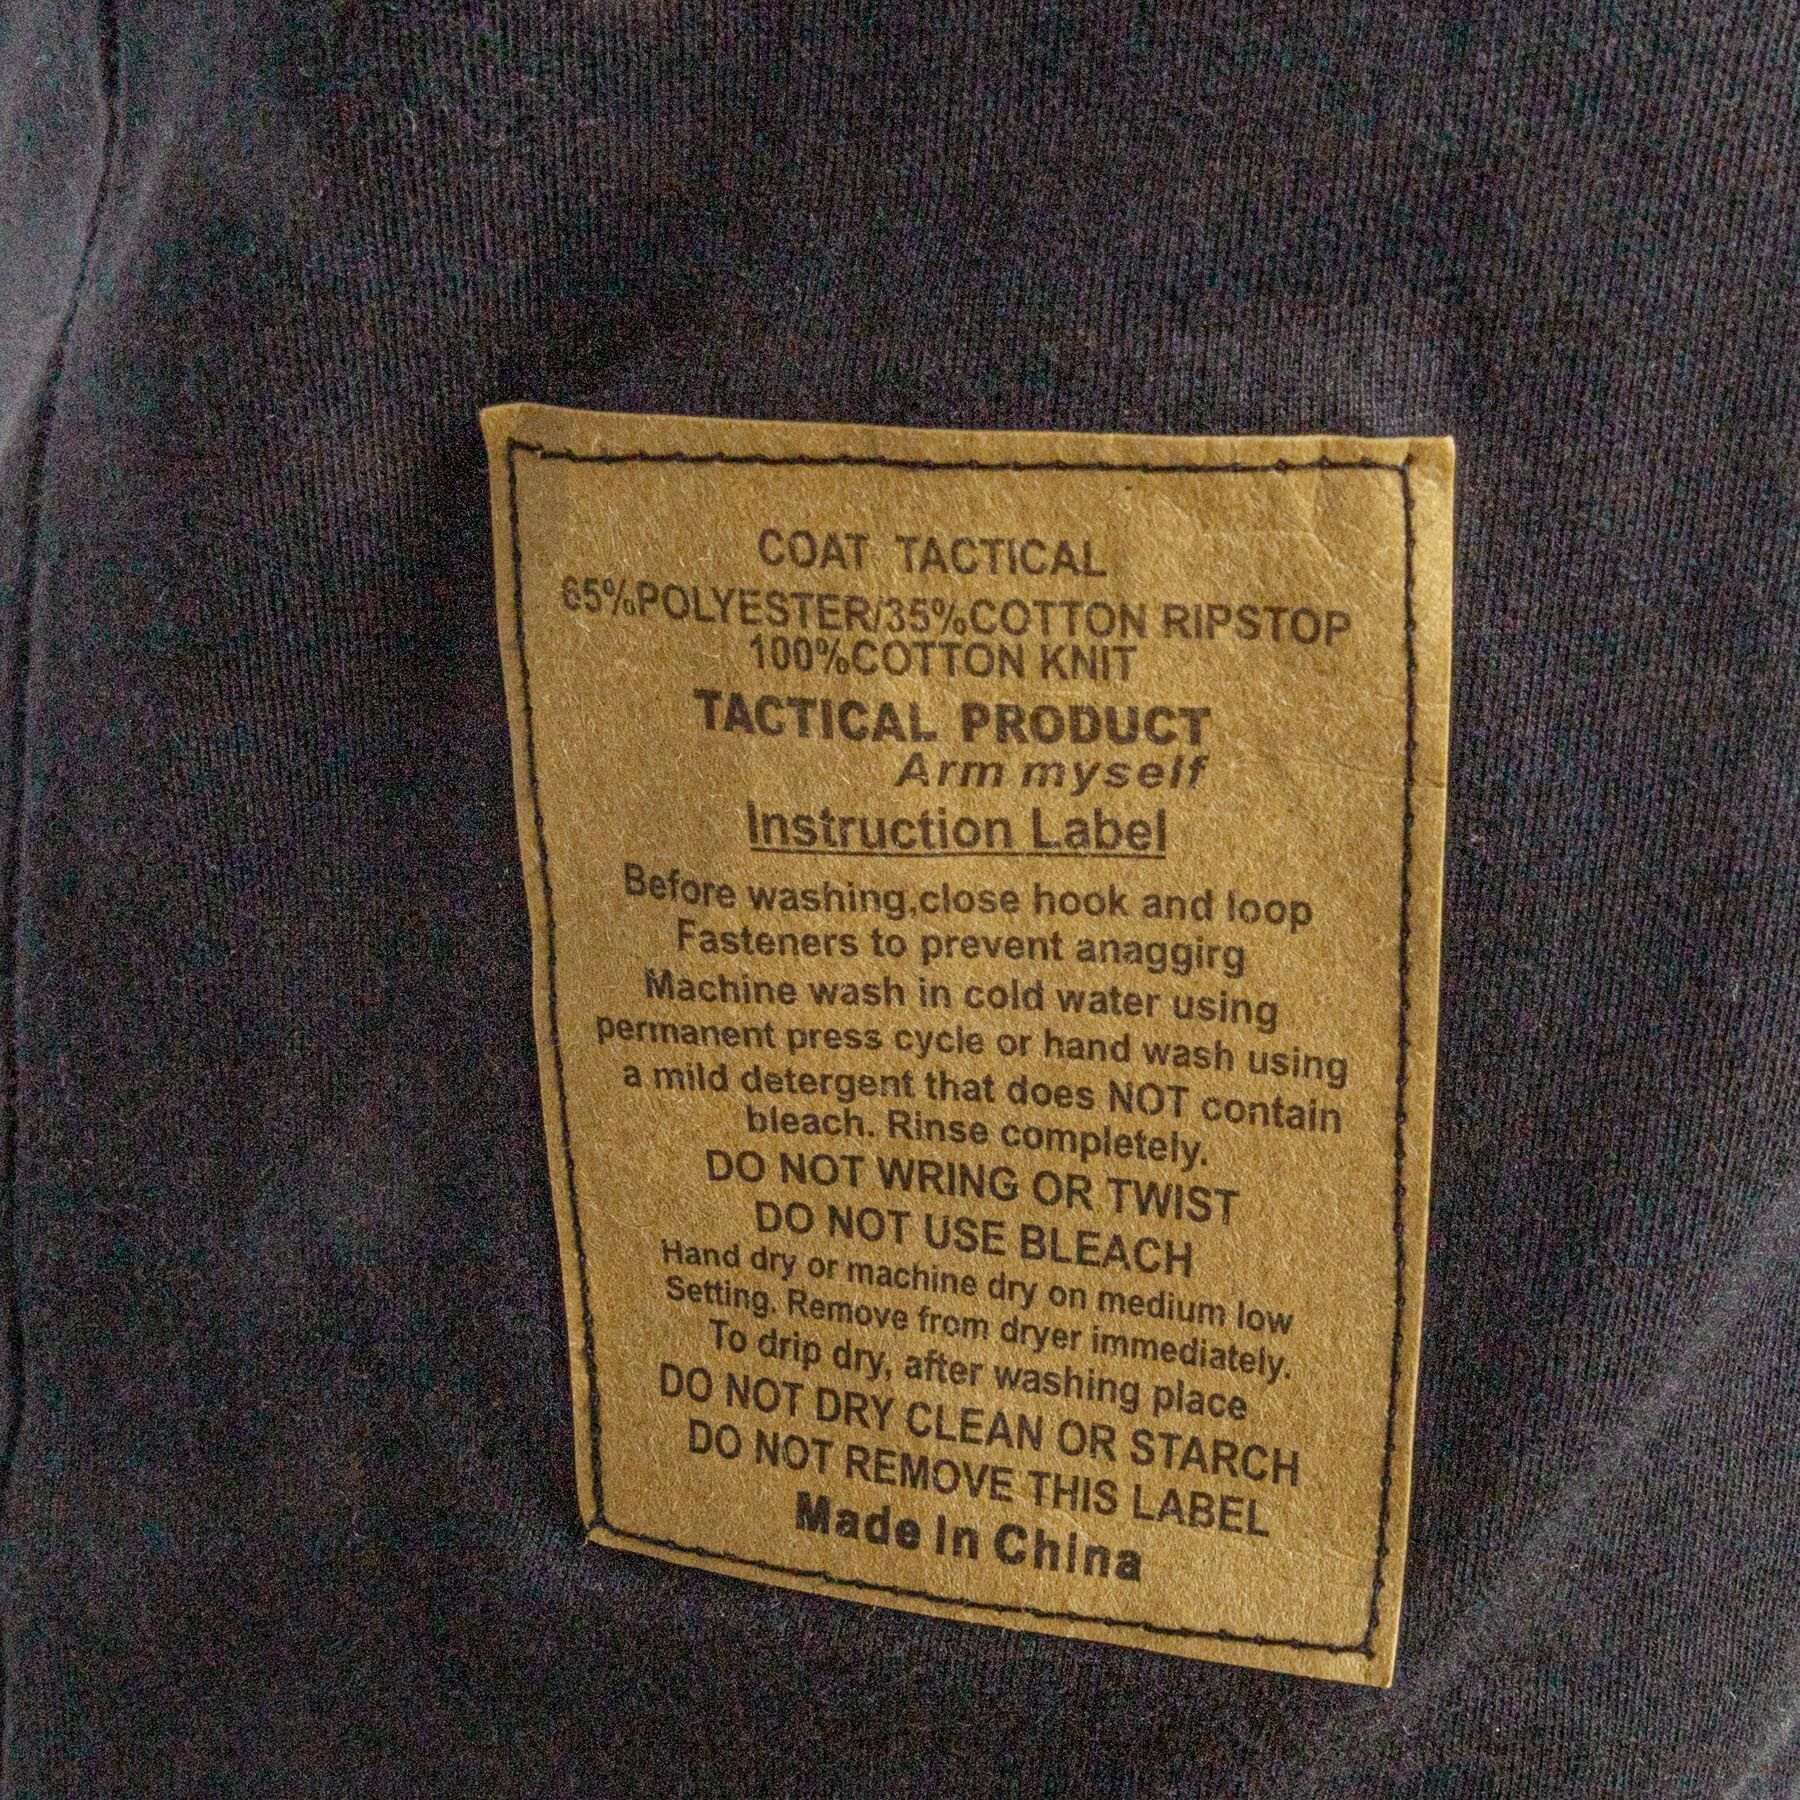 COAT TACTICAL
65%POLYESTER/35%COTTON RIPSTOP
100%COTTON KNIT
TACTICAL PRODUCT
Arm myself
Instruction Label
Before washing,close hook and loop
Fasteners to prevent anaggirg
Machine wash in cold water using
permanent press cycle or hand wash using
a mild detergent that does NOT contain
bleach. Rinse completely.
DO NOT WRING OR TWIST
DO NOT USE BLEACH
Hand dry or machine dry on medium low
Setting. Remove from dryer immediately.
To drip dry, after washing place
DO NOT DRY CLEAN OR STARCH
DO NOT REMOVE THIS LABEL
Made In China